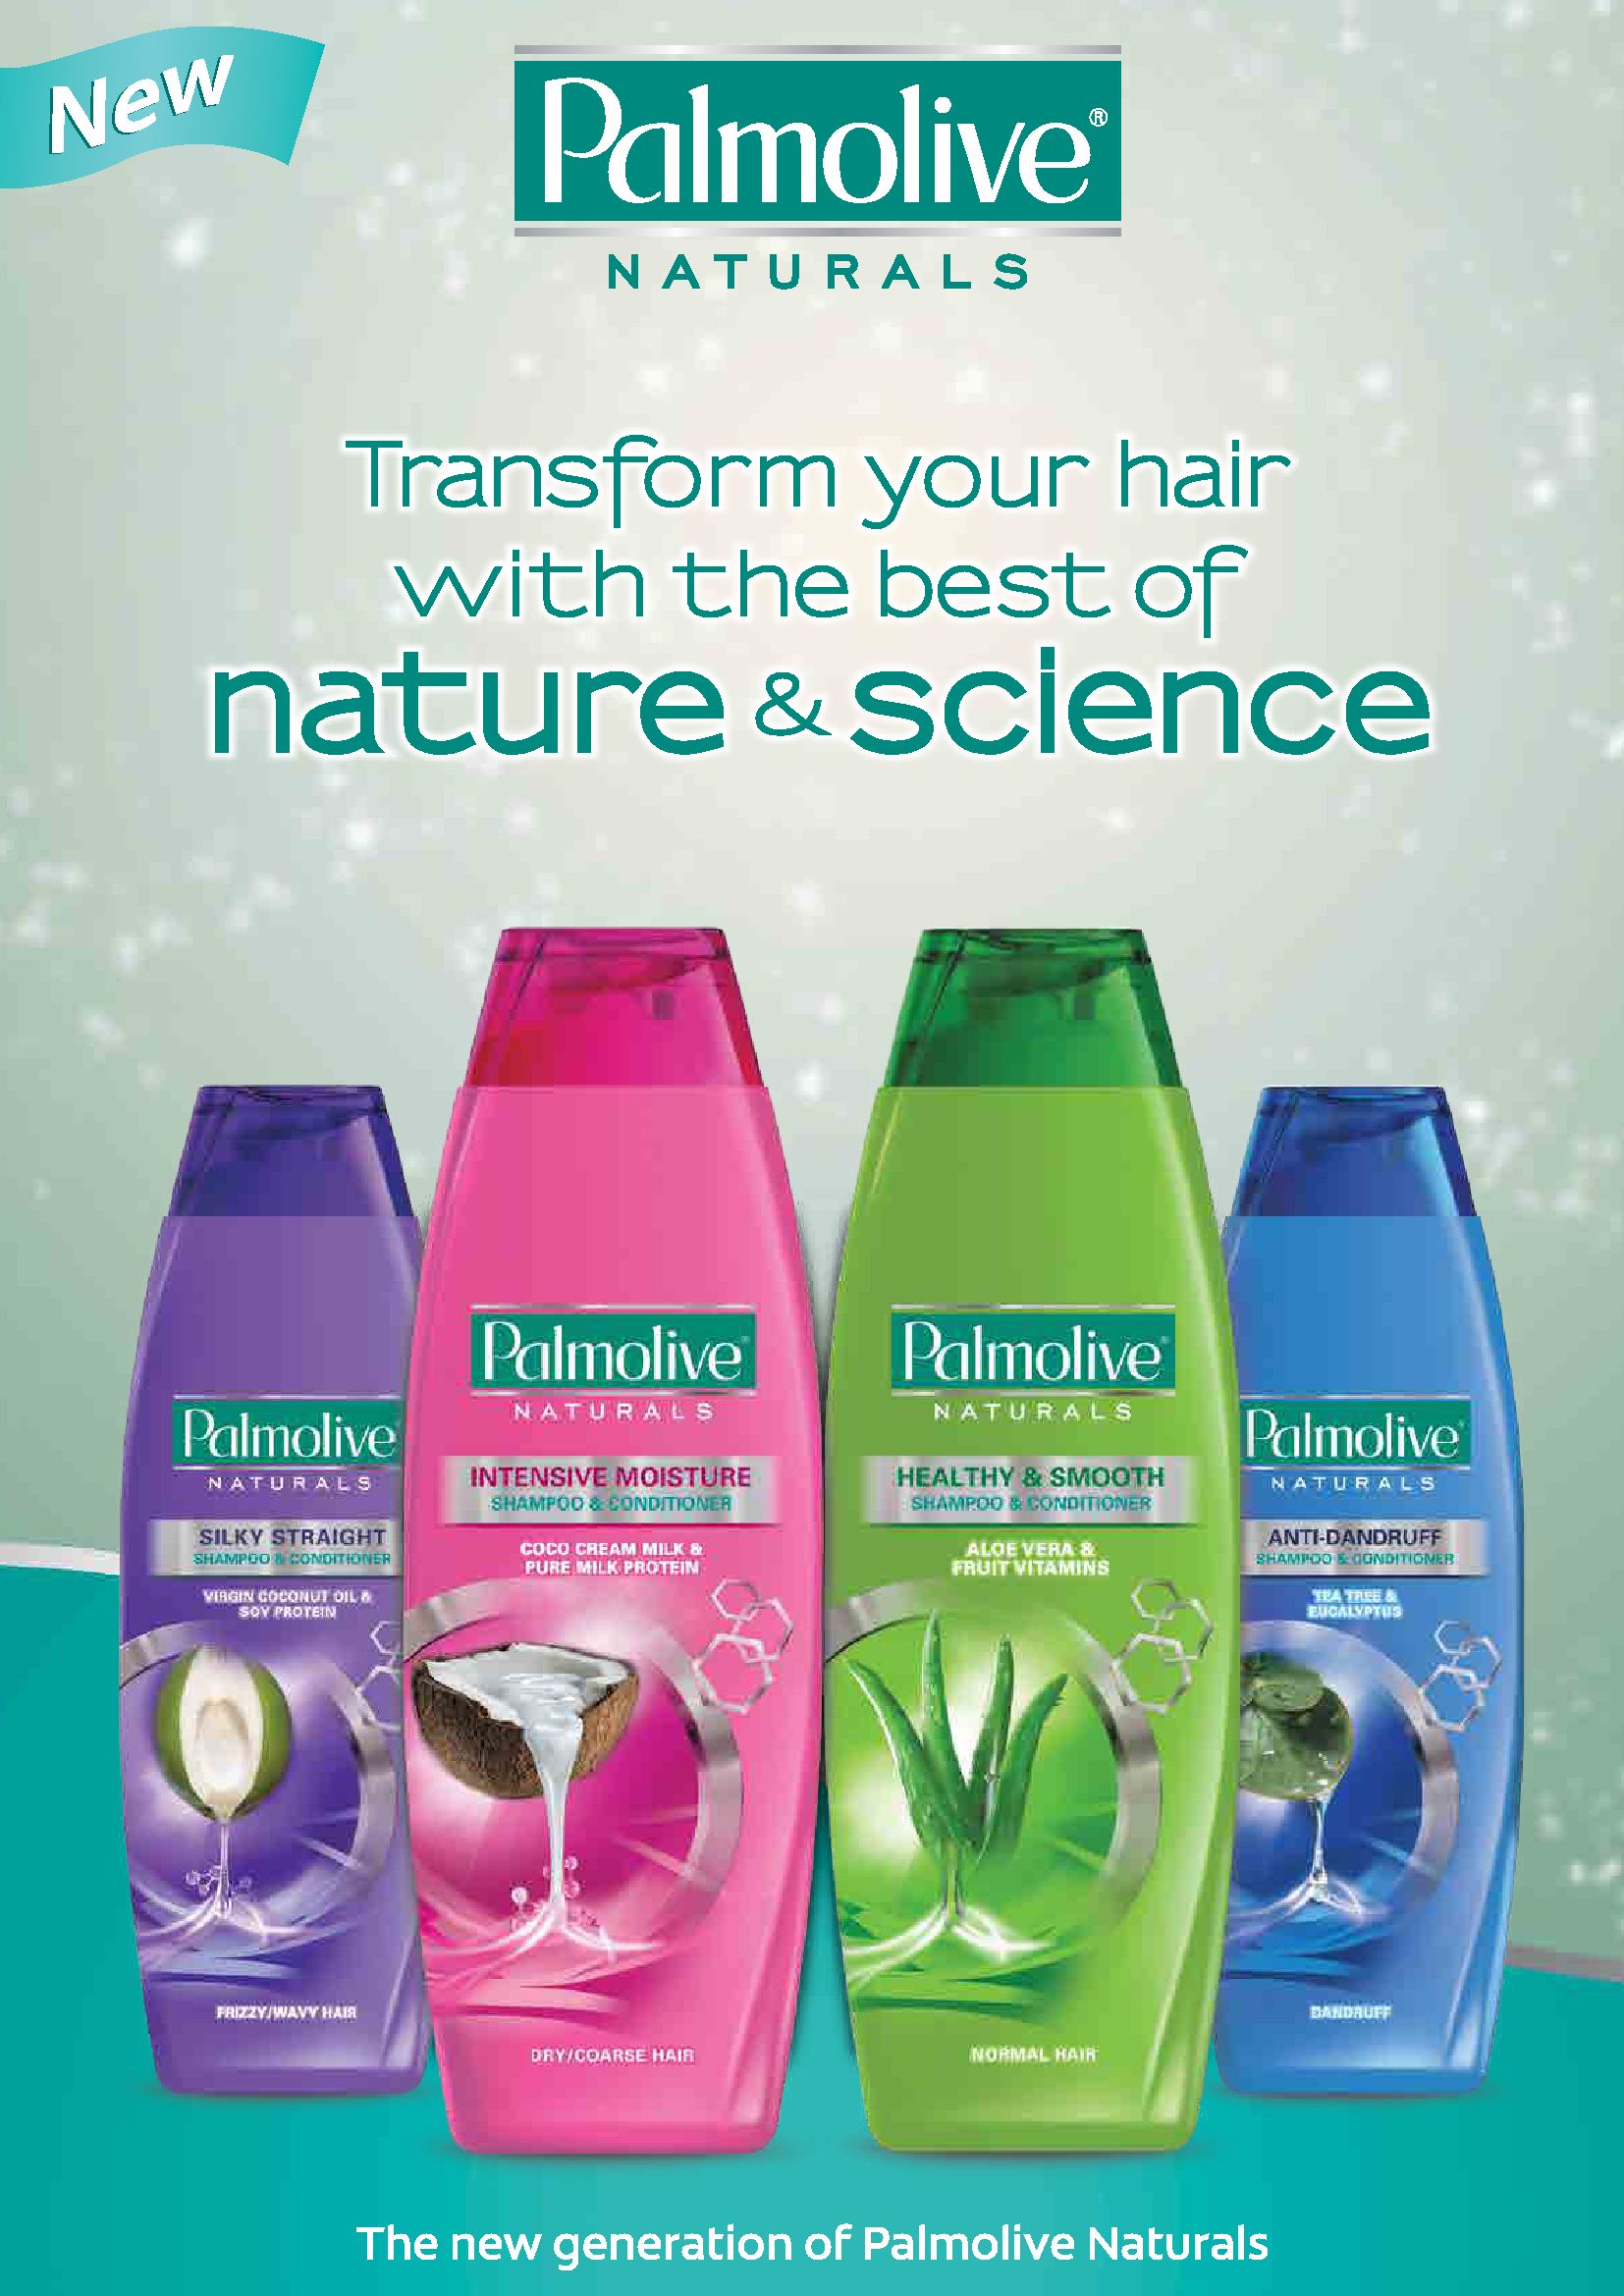 New
Palmolive®
NATURALS
Transform your hair
with the best of
nature & science
Palmolive
NATURALS
SILKY STRAIGHT
SHAMPOO & CONDITIONER
VIRGIN COCONUT OIL &
SOY PROTEIN
FRIZZY/WAVY HAIR
Palmolive
NATURALS
INTENSIVE MOISTURE
SHAMPOO & CONDITIONER
COCO CREAM MILK &
PURE MILK PROTEIN
DRY/COARSE HAIR
Palmolive
NATURALS
HEALTHY & SMOOTH
SHAMPOO & CONDITIONER
ALOE VERA &
FRUIT VITAMINS
NORMAL HAIR
Palmolive
NATURALS
ANTI-DANDRUFF
SHAMPOO & CONDITIONER
TEA TREE &
EUCALYPTUS
DANDRUFF
The new generation of Palmolive Naturals